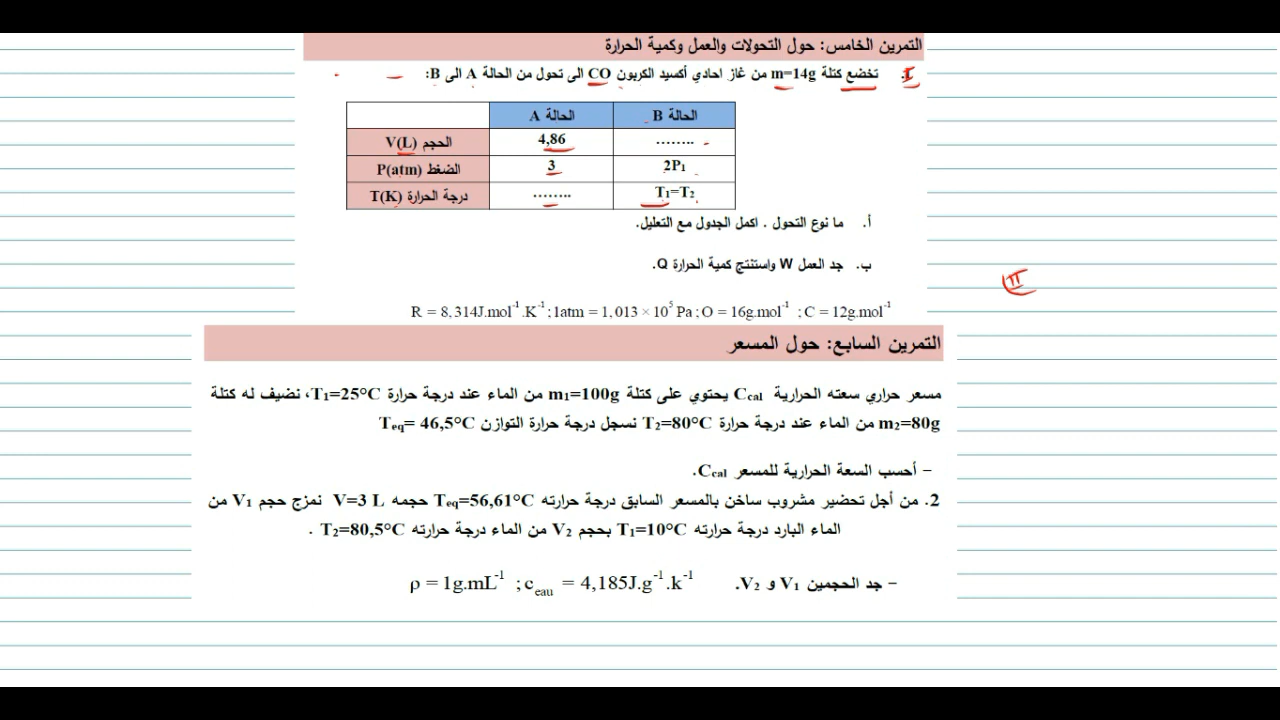 التمرين الخامس: حول التحولات والعمل وكمية الحرارة
I. تخضع كتلة m=14g من غاز احادي أكسيد الكربون CO الى تحول من الحالة A الى B:
الحالة A الحالة B
الحجم V(L) 4,86 ........
الضغط P(atm) 3 2P1
درجة الحرارة T(K) ........ T1=T2
أ. ما نوع التحول . اكمل الجدول مع التعليل.
ب. جد العمل W واستنتج كمية الحرارة Q.
II
R = 8,314J.mol⁻¹.K⁻¹ ; 1atm = 1,013 × 10⁵ Pa ; O = 16g.mol⁻¹ ; C = 12g.mol⁻¹
التمرين السابع: حول المسعر
مسعر حراري سعته الحرارية Ccal يحتوي على كتلة m1=100g من الماء عند درجة حرارة T1=25°C، نضيف له كتلة
m2=80g من الماء عند درجة حرارة T2=80°C نسجل درجة حرارة التوازن Teq= 46,5°C
– أحسب السعة الحرارية للمسعر Ccal.
2. من أجل تحضير مشروب ساخن بالمسعر السابق درجة حرارته Teq=56,61°C حجمه V=3 L نمزج حجم V1 من
الماء البارد درجة حرارته T1=10°C بحجم V2 من الماء درجة حرارته T2=80,5°C .
– جد الحجمين V1 و V2. ρ = 1g.mL⁻¹ ; ceau = 4,185J.g⁻¹.k⁻¹